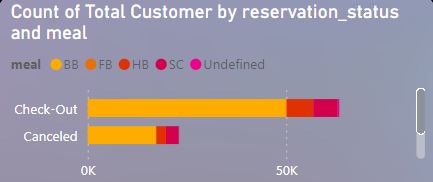 Count of Total Customer by reservation_status
and meal
meal BB FB HB SC Undefined
Check-Out
Canceled
0K 50K